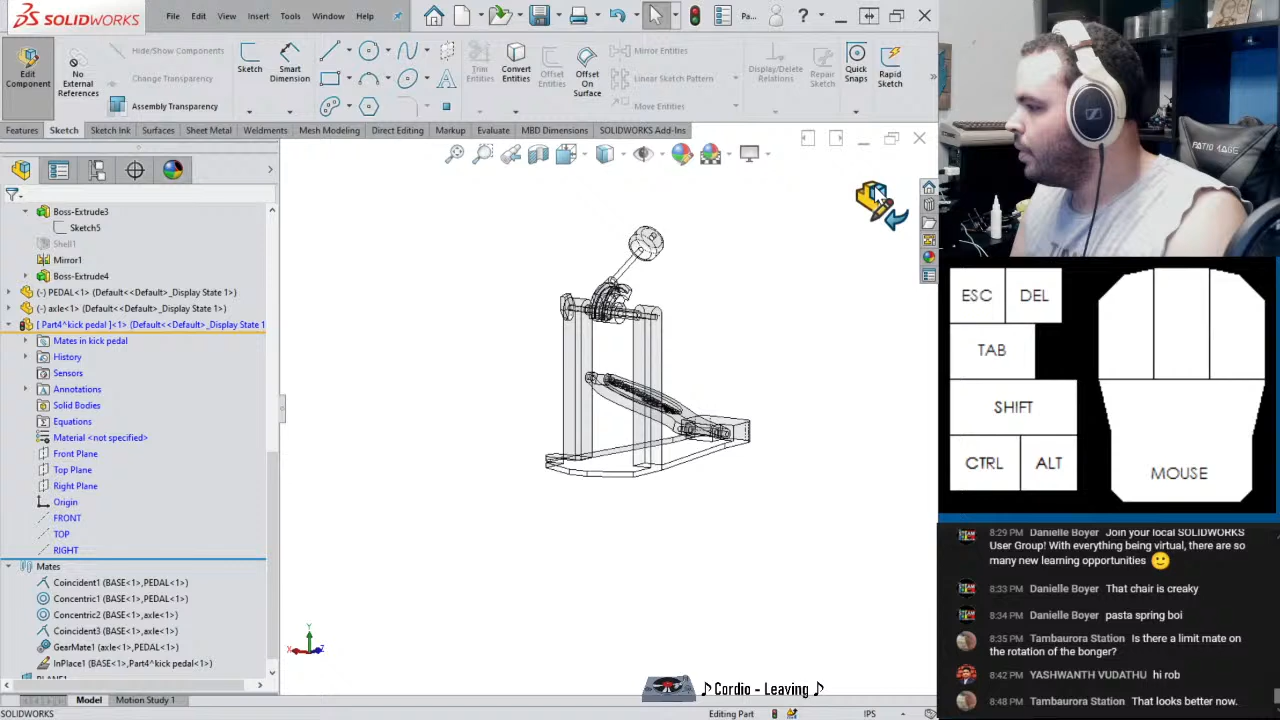 SOLIDWORKS
File Edit View Insert Tools Window Help
Pa...
Edit Component
No External References
Hide/Show Components
Change Transparency
Assembly Transparency
Sketch
Smart Dimension
Trim Entities
Convert Entities
Offset Entities
Offset On Surface
Mirror Entities
Linear Sketch Pattern
Move Entities
Display/Delete Relations
Repair Sketch
Quick Snaps
Rapid Sketch
Features Sketch Sketch Ink Surfaces Sheet Metal Weldments Mesh Modeling Direct Editing Markup Evaluate MBD Dimensions SOLIDWORKS Add-Ins
Boss-Extrude3
Sketch5
Shell1
Mirror1
Boss-Extrude4
(-) PEDAL<1> (Default<<Default>_Display State 1>)
(-) axle<1> (Default<<Default>_Display State 1>)
[ Part4^kick pedal ]<1> (Default<<Default>_Display State 1
Mates in kick pedal
History
Sensors
Annotations
Solid Bodies
Equations
Material <not specified>
Front Plane
Top Plane
Right Plane
Origin
FRONT
TOP
RIGHT
Mates
Coincident1 (BASE<1>,PEDAL<1>)
Concentric1 (BASE<1>,PEDAL<1>)
Concentric2 (BASE<1>,axle<1>)
Coincident3 (BASE<1>,axle<1>)
GearMate1 (axle<1>,PEDAL<1>)
InPlace1 (BASE<1>,Part4^kick pedal<1>)
Model Motion Study 1
SOLIDWORKS
Y
X
Z
♪ Cordio - Leaving ♪
Editing Part
IPS
PATIO GAGE
ESC DEL
TAB
SHIFT
CTRL ALT
MOUSE
8:29 PM Danielle Boyer Join your local SOLIDWORKS
User Group! With everything being virtual, there are so
many new learning opportunities 🙂
8:33 PM Danielle Boyer That chair is creaky
8:34 PM Danielle Boyer pasta spring boi
8:35 PM Tambaurora Station Is there a limit mate on
the rotation of the bonger?
8:42 PM YASHWANTH VUDATHU hi rob
8:48 PM Tambaurora Station That looks better now.